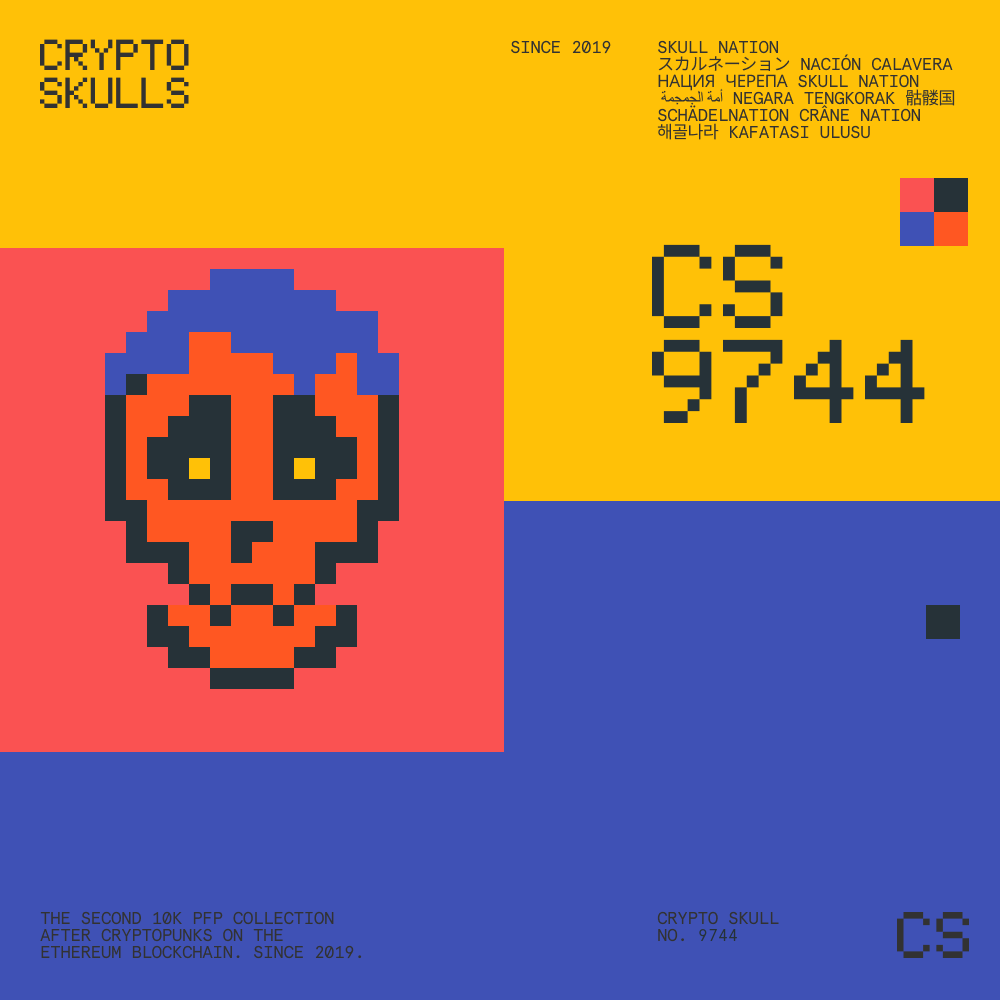 CRYPTO
SKULLS
SINCE 2019
SKULL NATION
スカルネーション NACIÓN CALAVERA
НАЦИЯ ЧЕРЕПА SKULL NATION
أمة الجمجمة NEGARA TENGKORAK 骷髅国
SCHÄDELNATION CRÂNE NATION
해골나라 KAFATASI ULUSU
CS
9744
THE SECOND 10K PFP COLLECTION
AFTER CRYPTOPUNKS ON THE
ETHEREUM BLOCKCHAIN. SINCE 2019.
CRYPTO SKULL
NO. 9744
CS